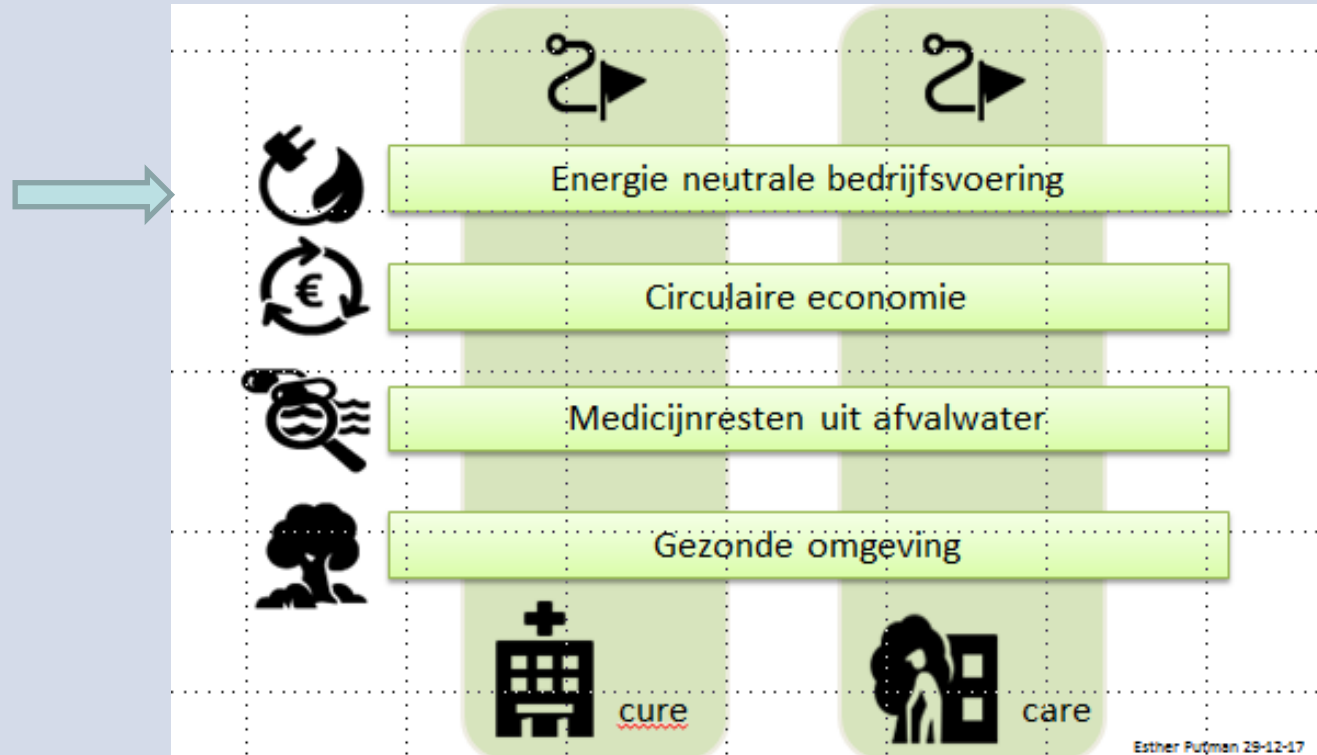 Energie neutrale bedrijfsvoering
€
Circulaire economie
Medicijnresten uit afvalwater
Gezonde omgeving
cure
care
Esther Putman 29-12-17